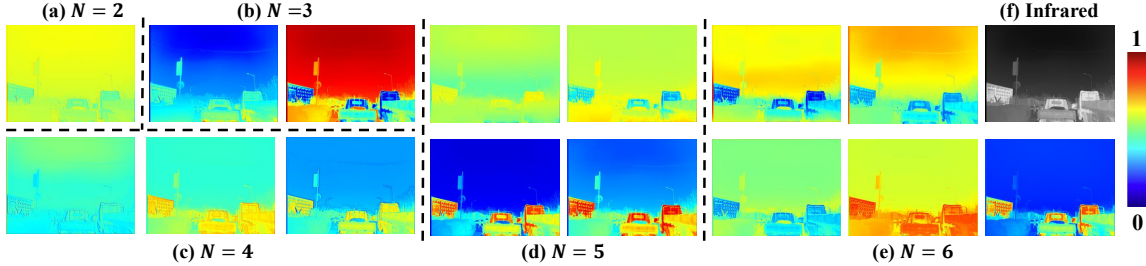 (a) N = 2
(b) N =3
(f) Infrared
1
0
(c) N = 4
(d) N = 5
(e) N = 6